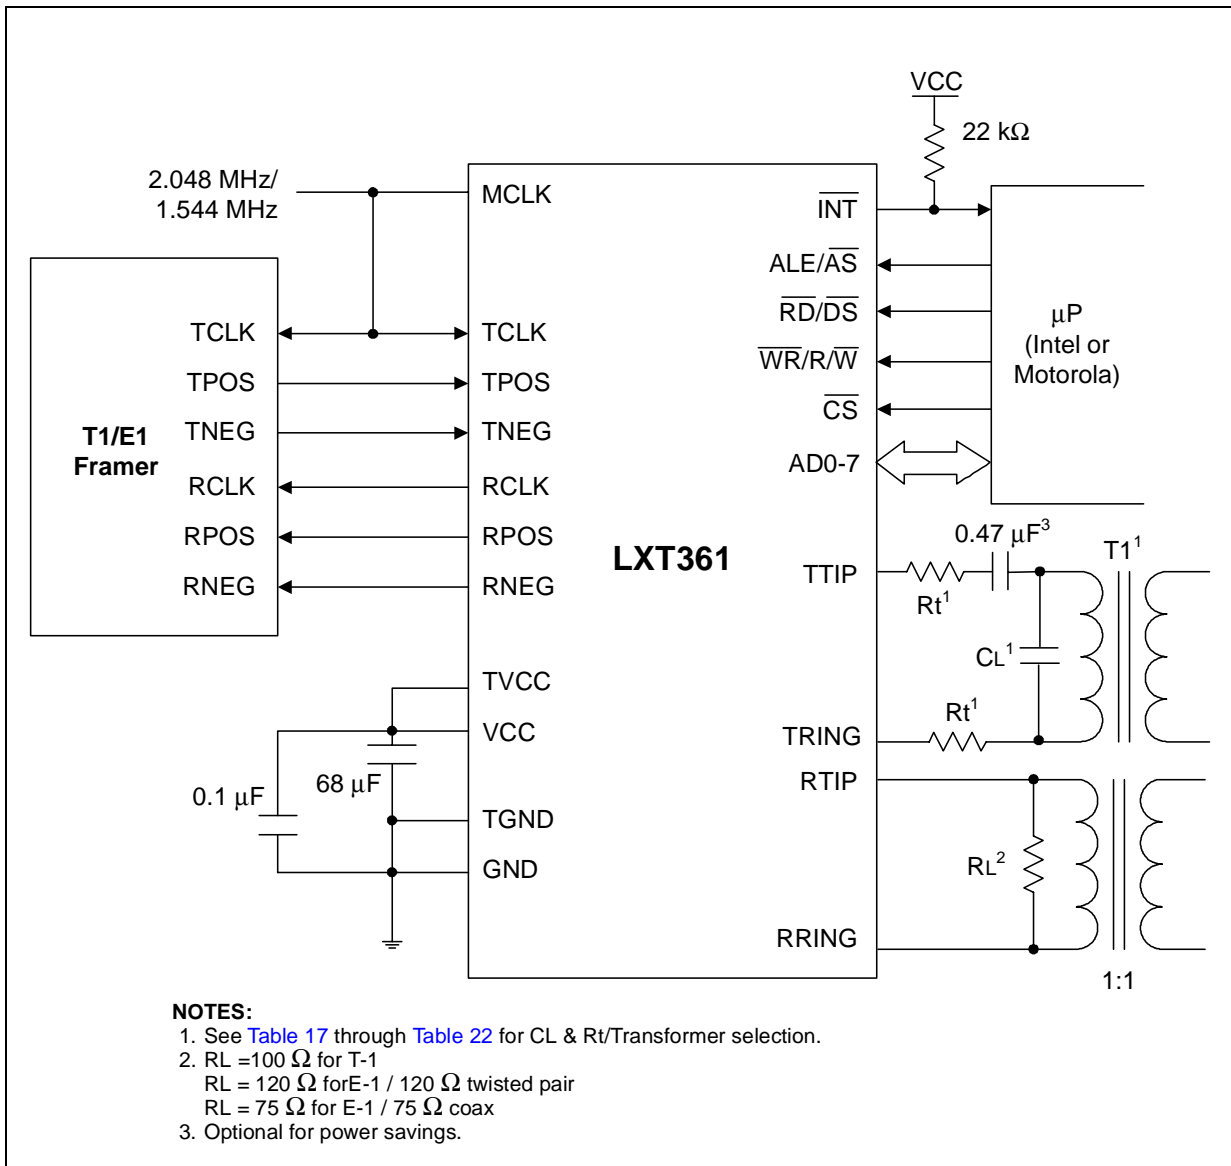 VCC
22 kΩ
2.048 MHz/
1.544 MHz
MCLK
INT
ALE/AS
RD/DS
WR/R/W
CS
AD0-7
μP
(Intel or
Motorola)
T1/E1
Framer
TCLK
TPOS
TNEG
RCLK
RPOS
RNEG
TCLK
TPOS
TNEG
RCLK
RPOS
RNEG
LXT361
TTIP
Rt¹
0.47 μF³
T1¹
CL¹
TRING
Rt¹
TVCC
VCC
68 μF
0.1 μF
TGND
GND
RTIP
RL²
RRING
1:1
NOTES:
1. See Table 17 through Table 22 for CL & Rt/Transformer selection.
2. RL =100 Ω for T-1
RL = 120 Ω forE-1 / 120 Ω twisted pair
RL = 75 Ω for E-1 / 75 Ω coax
3. Optional for power savings.